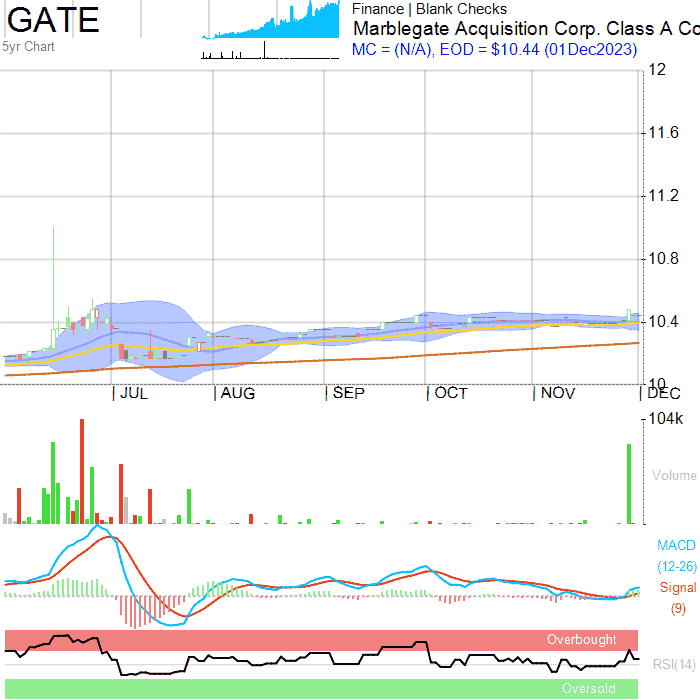 GATE
5yr Chart
Finance | Blank Checks
Marblegate Acquisition Corp. Class A Co
MC = (N/A), EOD = $10.44 (01Dec2023)
12
11.6
11.2
10.8
10.4
10
JUL
AUG
SEP
OCT
NOV
DEC
104k
Volume
MACD
(12-26)
Signal
(9)
Overbought
RSI(14)
Oversold